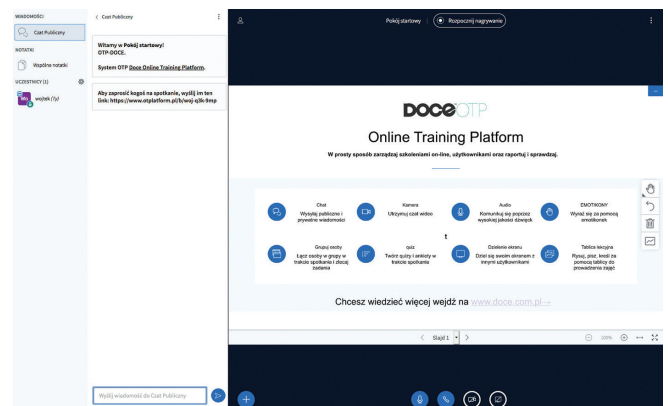 WIADOMOŚCI
Czat Publiczny
NOTATKI
Wspólne notatki
UCZESTNICY (1)
wojtek (Ty)
Czat Publiczny
Witamy w Pokój startowy!
OTP-DOCE.
System OTP Doce Online Training Platform.
Aby zaprosić kogoś na spotkanie, wyślij im ten
link: https://www.otplatform.pl/b/woj-q3k-9mp
Wyślij wiadomość do Czat Publiczny
Pokój startowy
Rozpocznij nagrywanie
DOCE OTP
Online Training Platform
W prosty sposób zarządzaj szkoleniami on-line, użytkownikami oraz raportuj i sprawdzaj.
Chat
Wysyłaj publiczne i
prywatne wiadomości
Kamera
Utrzymuj czat wideo
Audio
Komunikuj się poprzez
wysokiej jakości dźwięk
EMOTIKONY
Wyraź się za pomocą
emotikonek
t
Grupuj osoby
Łącz osoby w grupy w
trakcie spotkania i zlecaj
zadania
quiz
Twórz quizy i ankiety w
trakcie spotkania
Dzielenie ekranu
Dziel się swoim ekranem z
innymi użytkownikami
Tablica lekcyjna
Rysuj, pisz, kreśl za
pomocą tablicy do
prowadzenia zajęć
Chcesz wiedzieć więcej wejdź na www.doce.com.pl→
Slajd 1
100%